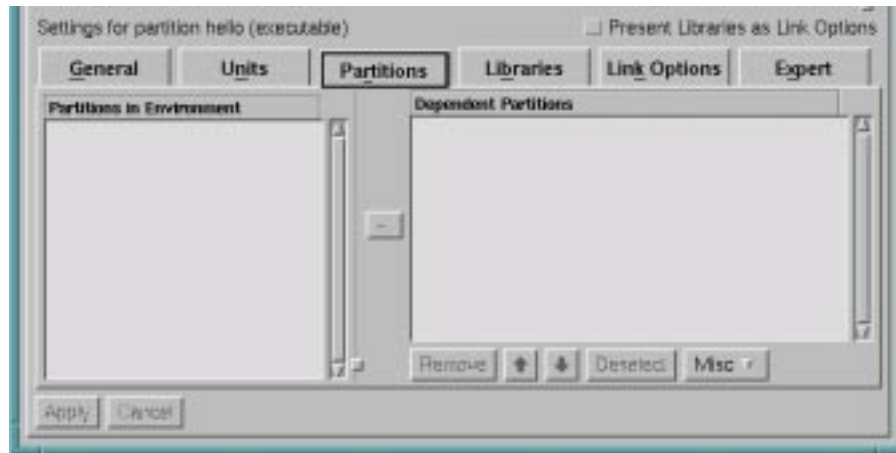 Settings for partition hello (executable)
Present Libraries as Link Options
General Units Partitions Libraries Link Options Expert
Partitions in Environment
Dependent Partitions
Remove Deselect Misc
Apply Cancel